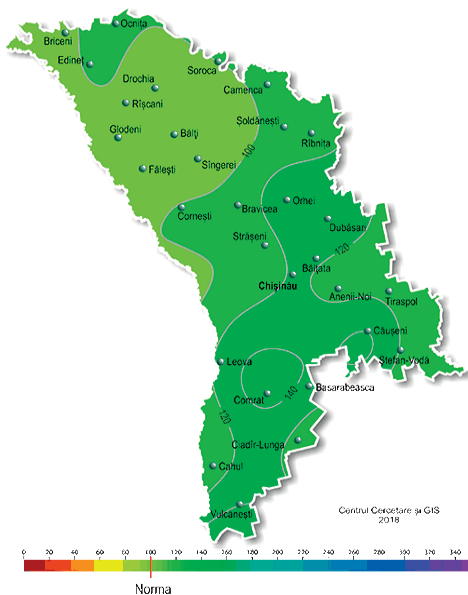 Ocnița
Briceni
Edineț
Soroca
Drochia
Camenca
Rîșcani
Șoldănești
Glodeni
Bălți
Rîbnița
100
Sîngerei
Fălești
Orhei
Cornești
Bravicea
Dubăsari
Strășeni
120
Bălțata
Chișinău
Anenii-Noi
Tiraspol
Căușeni
Ștefan-Vodă
Leova
Basarabeasca
140
Comrat
120
Ciadîr-Lunga
Cahul
Vulcănești
Centrul Cercetare și GIS
2018
0 20 40 60 80 100 120 140 160 180 200 220 240 260 280 300 320 340
Norma